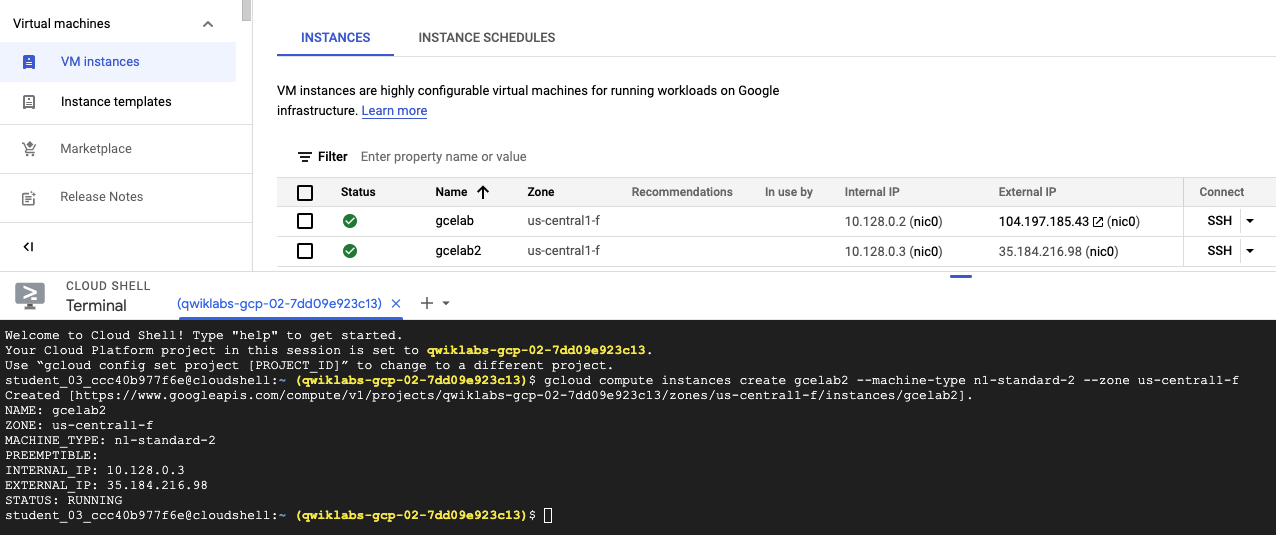 Virtual machines
VM instances
Instance templates
Marketplace
Release Notes
INSTANCES INSTANCE SCHEDULES
VM instances are highly configurable virtual machines for running workloads on Google
infrastructure. Learn more
Filter Enter property name or value
Status Name Zone Recommendations In use by Internal IP External IP Connect
gcelab us-central1-f 10.128.0.2 (nic0) 104.197.185.43 (nic0) SSH
gcelab2 us-central1-f 10.128.0.3 (nic0) 35.184.216.98 (nic0) SSH
CLOUD SHELL
Terminal (qwiklabs-gcp-02-7dd09e923c13)
Welcome to Cloud Shell! Type "help" to get started.
Your Cloud Platform project in this session is set to qwiklabs-gcp-02-7dd09e923c13.
Use “gcloud config set project [PROJECT_ID]” to change to a different project.
student_03_ccc40b977f6e@cloudshell:~ (qwiklabs-gcp-02-7dd09e923c13)$ gcloud compute instances create gcelab2 --machine-type n1-standard-2 --zone us-central1-f
Created [https://www.googleapis.com/compute/v1/projects/qwiklabs-gcp-02-7dd09e923c13/zones/us-central1-f/instances/gcelab2].
NAME: gcelab2
ZONE: us-central1-f
MACHINE_TYPE: n1-standard-2
PREEMPTIBLE:
INTERNAL_IP: 10.128.0.3
EXTERNAL_IP: 35.184.216.98
STATUS: RUNNING
student_03_ccc40b977f6e@cloudshell:~ (qwiklabs-gcp-02-7dd09e923c13)$